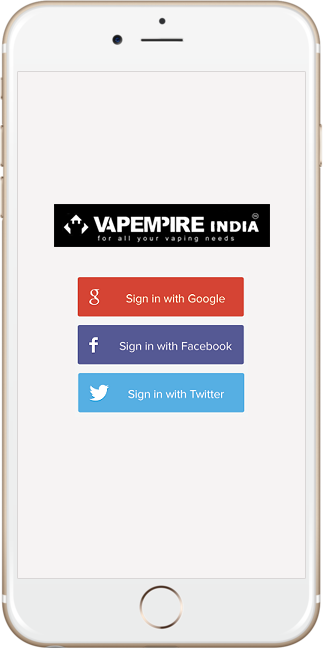 VAPEMPIRE INDIA
for all your vaping needs
g Sign in with Google
f Sign in with Facebook
Sign in with Twitter